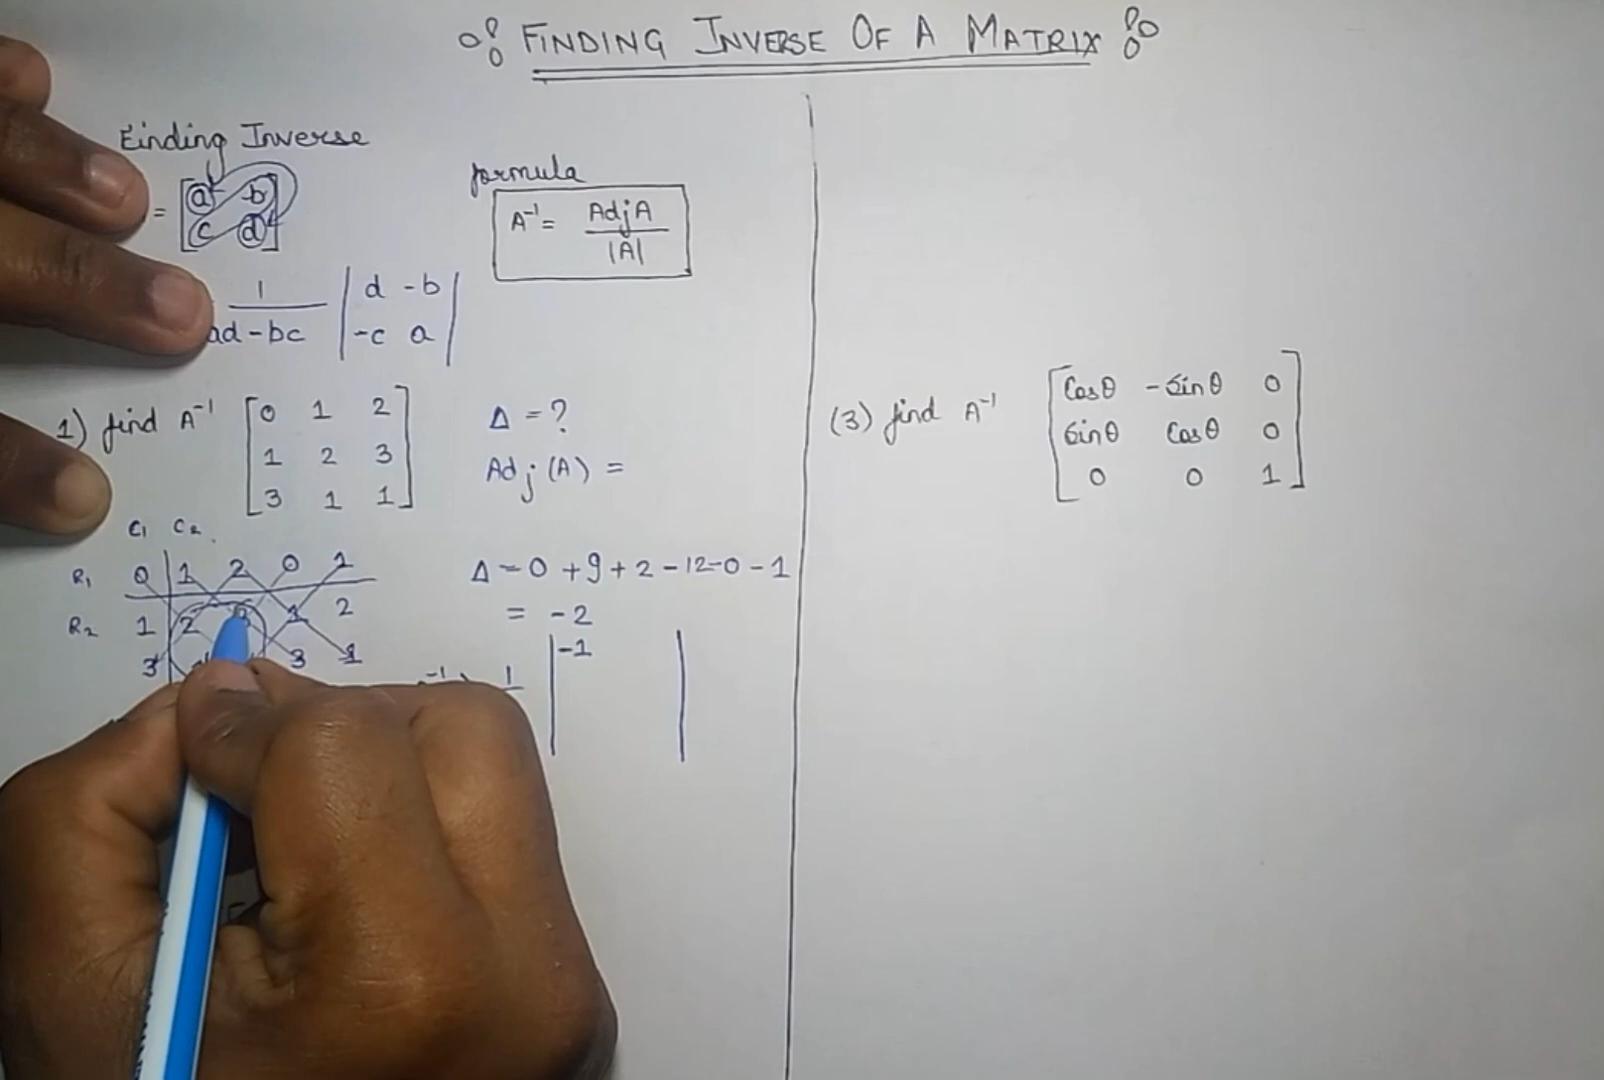 FINDING INVERSE OF A MATRIX
Finding Inverse
= [a b
c d]
formula
A⁻¹ = AdjA
|A|
1
ad - bc
| d -b |
| -c a |
1) find A⁻¹ [0 1 2
1 2 3
3 1 1]
Δ = ?
Adj (A) =
C₁ C₂
R₁ 0 1 2 0 1
R₂ 1 2 3 1 2
3 3 1
Δ = 0 + 9 + 2 - 12 - 0 - 1
= -2
-1 1 | -1 |
(3) find A⁻¹ [Cosθ -Sinθ 0
Sinθ Cosθ 0
0 0 1]